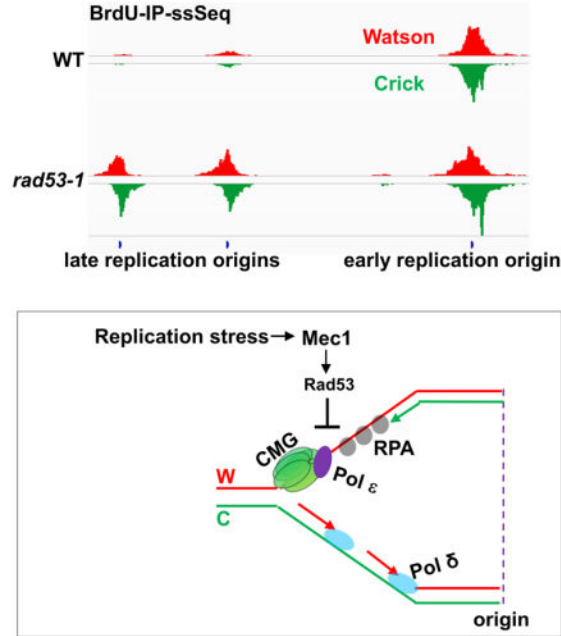 BrdU-IP-ssSeq
WT
Watson
Crick
rad53-1
late replication origins
early replication origin
Replication stress → Mec1
Rad53
CMG
RPA
Pol ε
W
C
Pol δ
origin